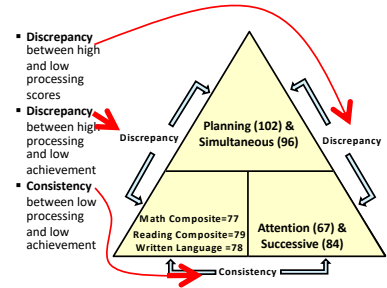 ▪ Discrepancy
between high
and low
processing
scores
▪ Discrepancy
between high
processing
and low
achievement
▪ Consistency
between low
processing
and low
achievement
Discrepancy
Planning (102) &
Simultaneous (96)
Discrepancy
Math Composite=77
Reading Composite=79
Written Language =78
Attention (67) &
Successive (84)
Consistency